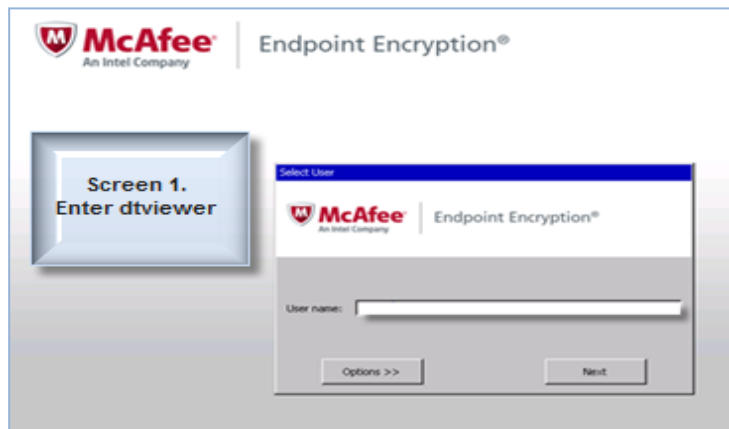 McAfee®
An Intel Company
Endpoint Encryption®
Screen 1.
Enter dtviewer
Select User
McAfee®
An Intel Company
Endpoint Encryption®
User name:
Options >>
Next